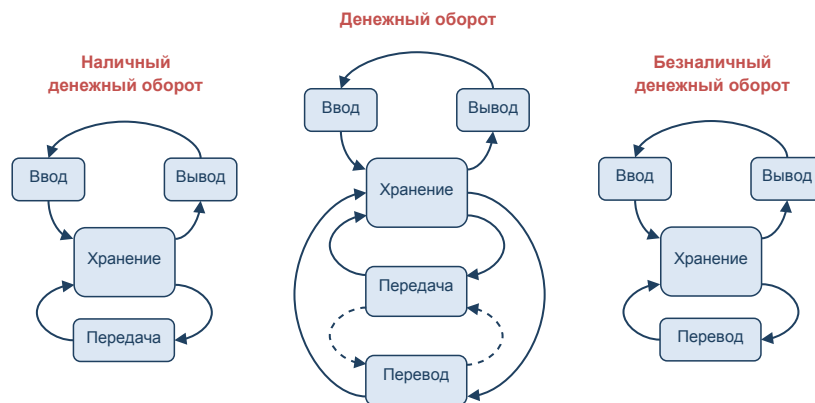 Денежный оборот
Наличный
денежный оборот
Ввод
Вывод
Хранение
Передача
Ввод
Вывод
Хранение
Передача
Перевод
Безналичный
денежный оборот
Ввод
Вывод
Хранение
Перевод